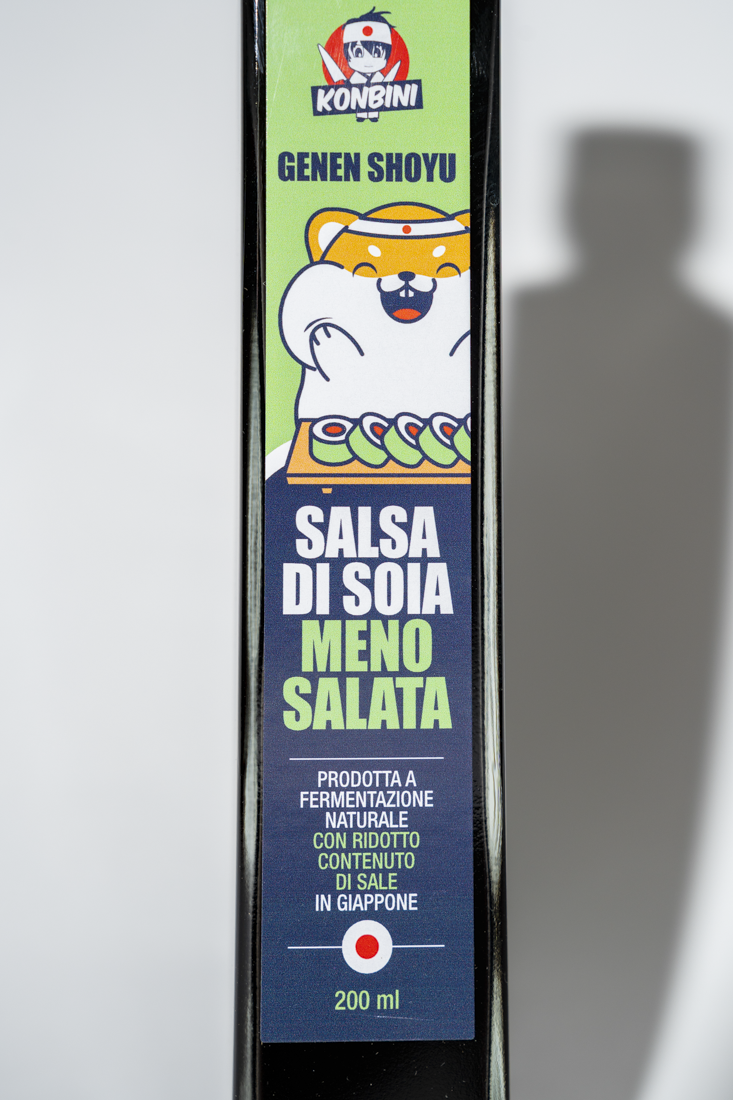 KONBINI
GENEN SHOYU
SALSA
DI SOIA
MENO
SALATA
PRODOTTA A
FERMENTAZIONE
NATURALE
CON RIDOTTO
CONTENUTO
DI SALE
IN GIAPPONE
200 ml